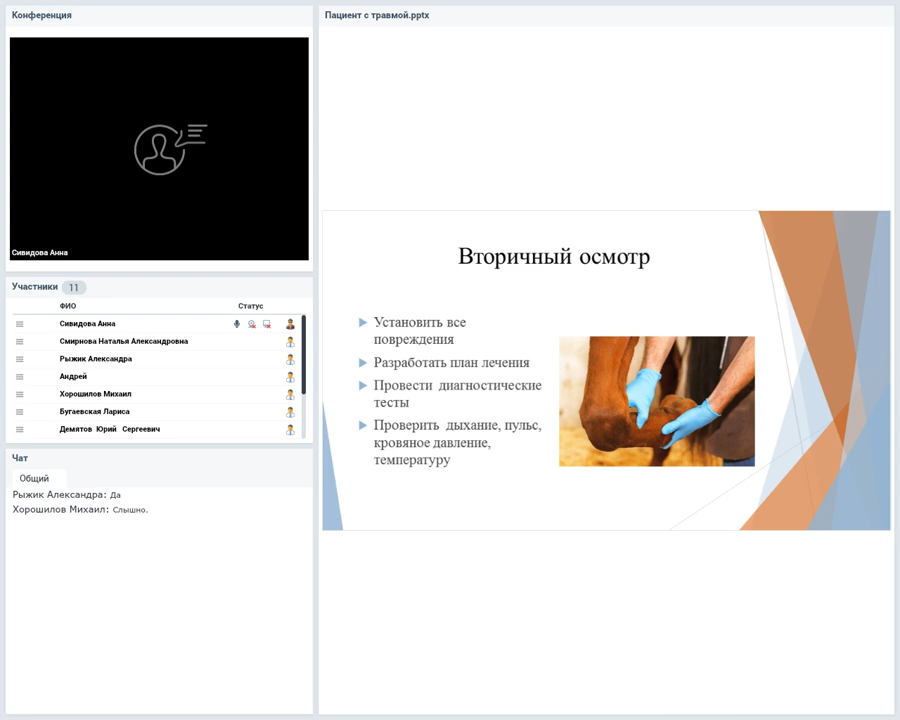 Конференция
Сивидова Анна
Участники 11
ФИО Статус
Сивидова Анна
Смирнова Наталья Александровна
Рыжик Александра
Андрей
Хорошилов Михаил
Бугаевская Лариса
Демятов Юрий Сергеевич
Чат
Общий
Рыжик Александра: Да
Хорошилов Михаил: Слышно.
Пациент с травмой.pptx
Вторичный осмотр
Установить все
повреждения
Разработать план лечения
Провести диагностические
тесты
Проверить дыхание, пульс,
кровяное давление,
температуру